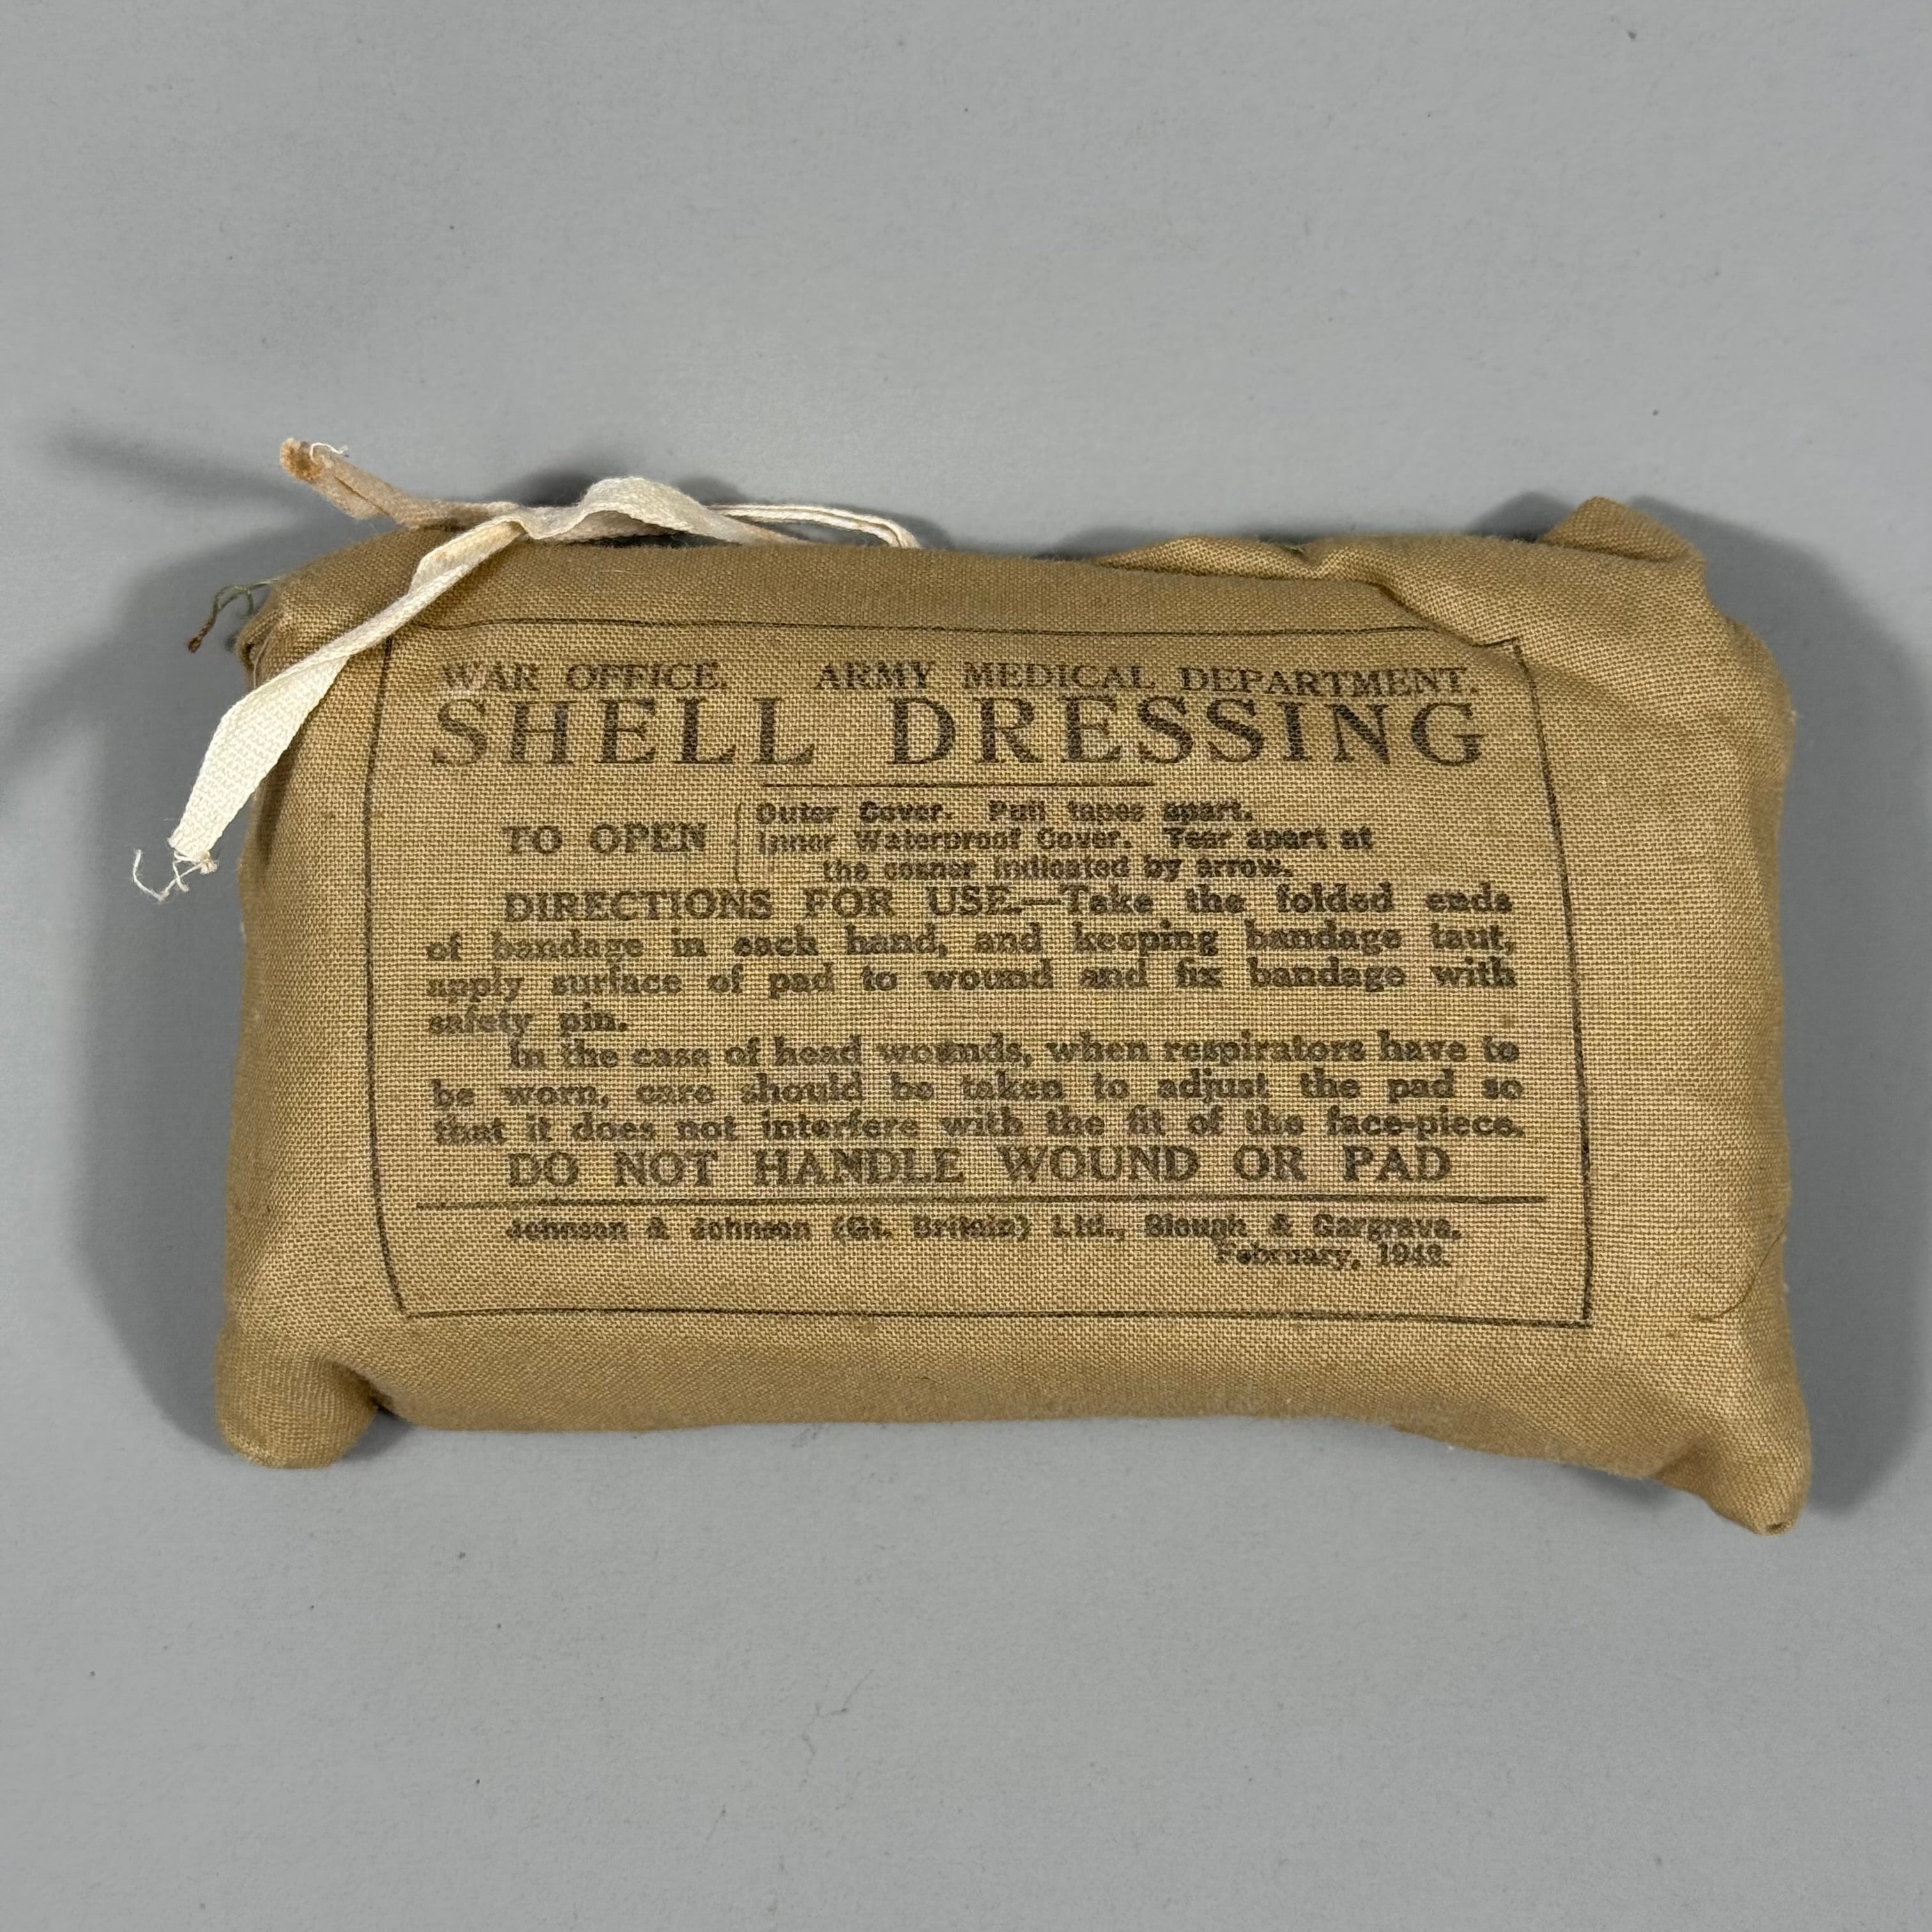 WAR OFFICE. ARMY MEDICAL DEPARTMENT.
SHELL DRESSING
TO OPEN
Outer Cover. Pull tapes apart.
Inner Waterproof Cover. Tear apart at
the corner indicated by arrow.
DIRECTIONS FOR USE.—Take the folded ends
of bandage in each hand, and keeping bandage taut,
apply surface of pad to wound and fix bandage with
safety pin.
In the case of head wounds, when respirators have to
be worn, care should be taken to adjust the pad so
that it does not interfere with the fit of the face-piece.
DO NOT HANDLE WOUND OR PAD
Johnson & Johnson (Gt. Britain) Ltd., Slough & Gargrave.
February,